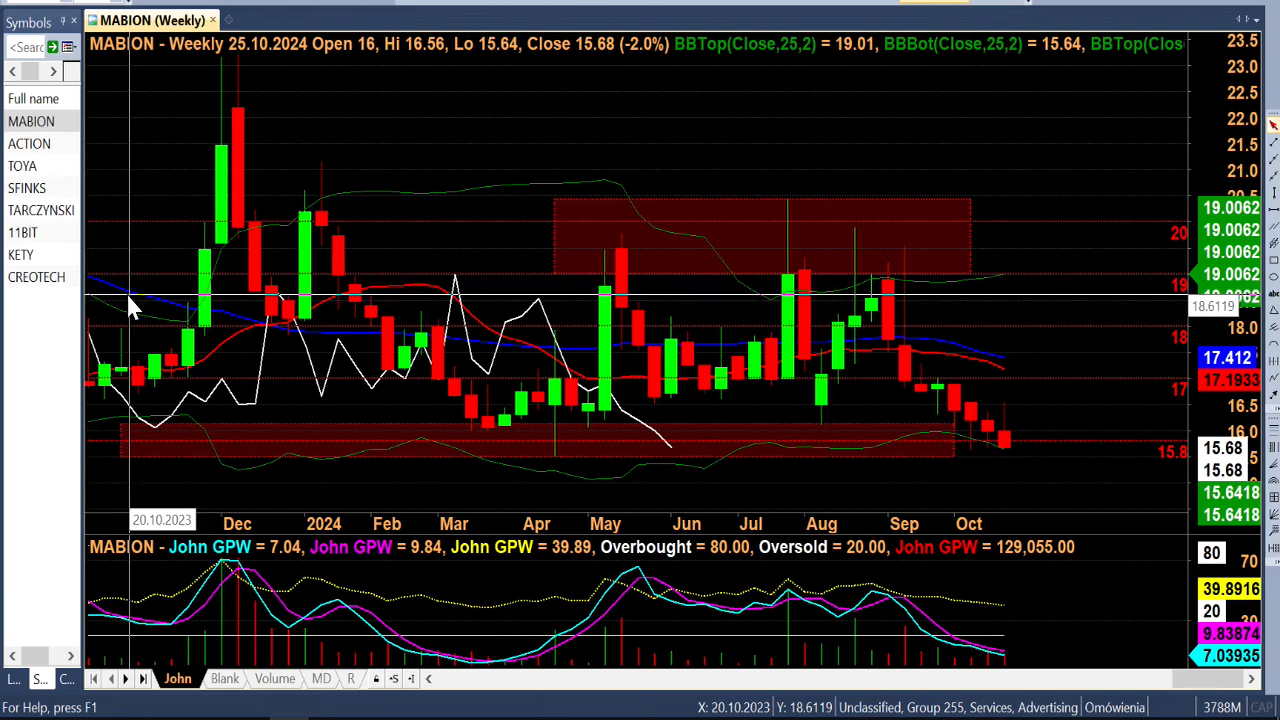 Symbols
MABION (Weekly)
<Searc
MABION - Weekly 25.10.2024 Open 16, Hi 16.56, Lo 15.64, Close 15.68 (-2.0%) BBTop(Close,25,2) = 19.01, BBBot(Close,25,2) = 15.64, BBTop(Clos
Full name
MABION
ACTION
TOYA
SFINKS
TARCZYNSKI
11BIT
KETY
CREOTECH
23.5
23.0
22.5
22.0
21.5
21.0
20.5
19.0062
19.0062
19.0062
19.0062
18.6119
18.0
17.412
17.1933
16.5
16.0
15.68
15.68
15.6418
15.6418
20
19
18
17
15.8
20.10.2023
Dec 2024 Feb Mar Apr May Jun Jul Aug Sep Oct
MABION - John GPW = 7.04, John GPW = 9.84, John GPW = 39.89, Overbought = 80.00, Oversold = 20.00, John GPW = 129,055.00
80
70
39.8916
20
30
9.83874
7.03935
L... S... C...
John Blank Volume MD R
For Help, press F1
X: 20.10.2023 Y: 18.6119 Unclassified, Group 255, Services, Advertising Omówienia 3788M CAP